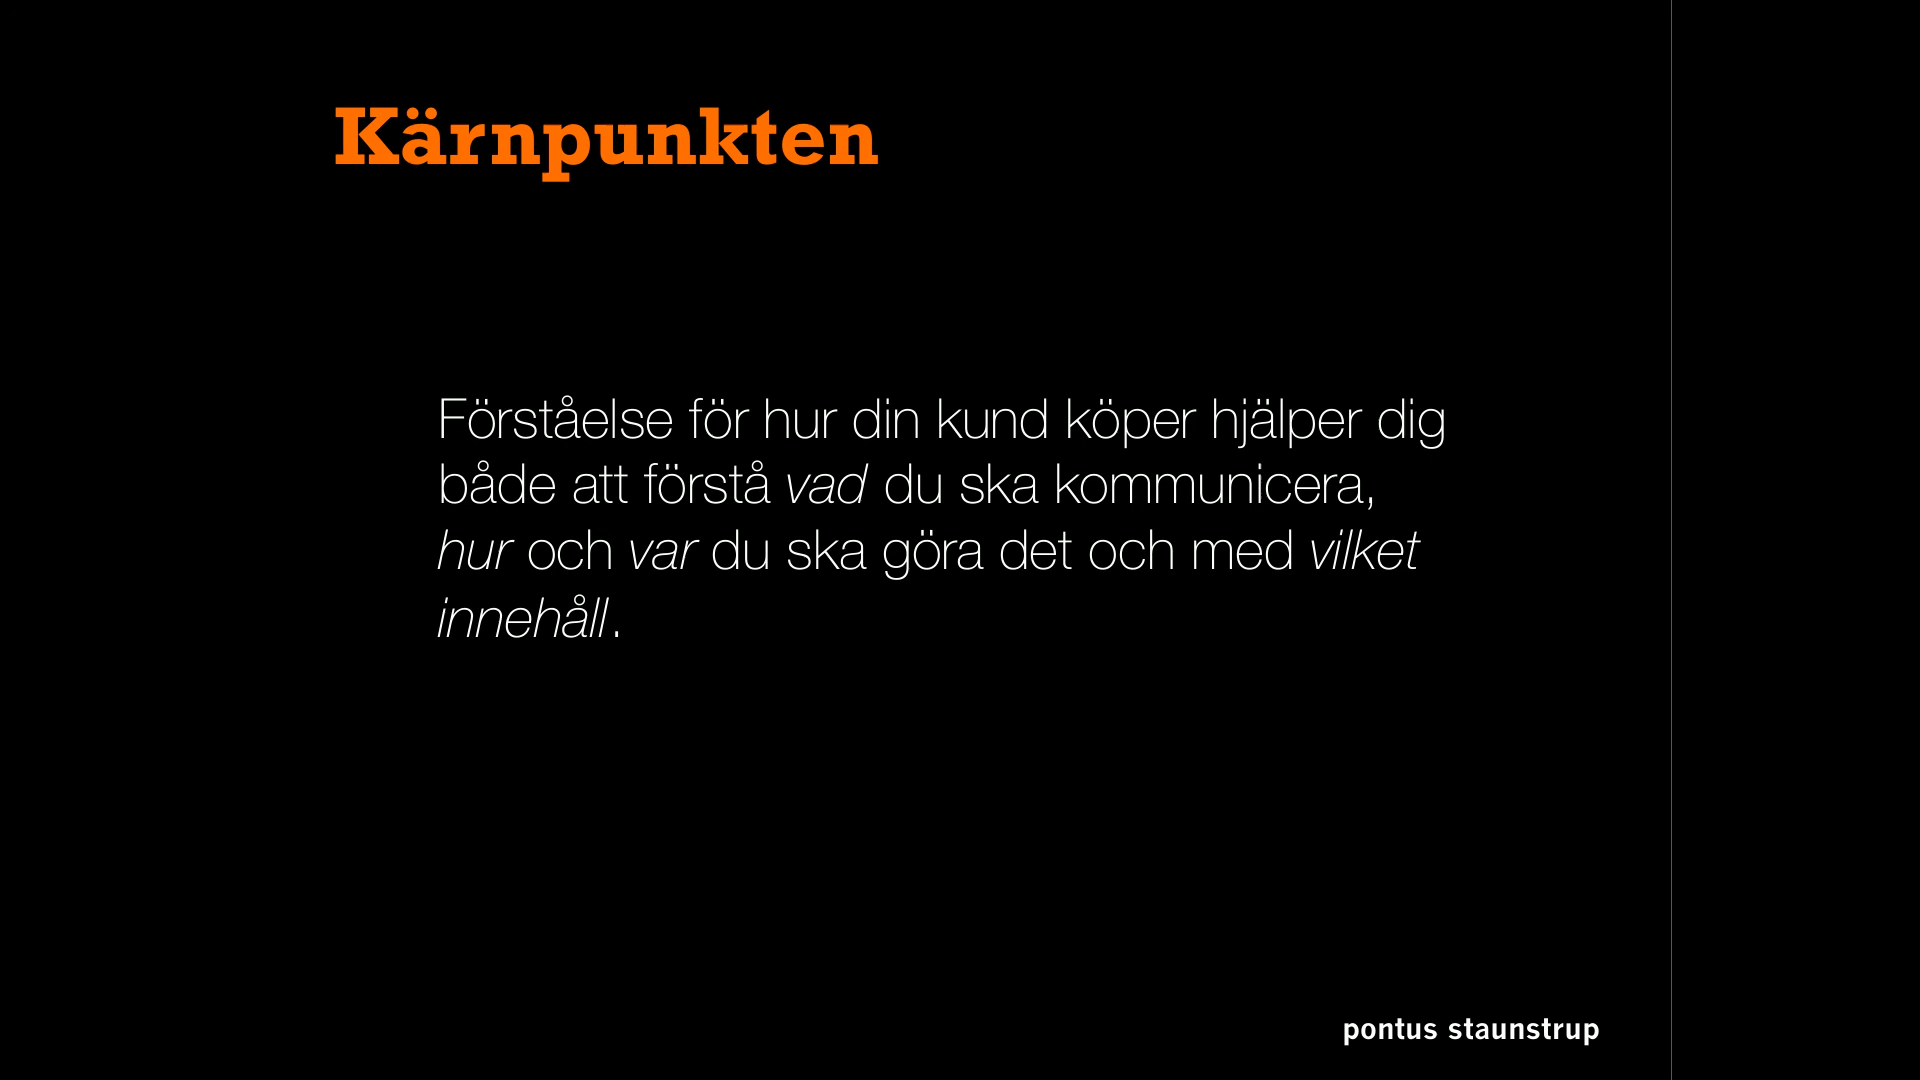 Kärnpunkten
Förståelse för hur din kund köper hjälper dig
både att förstå vad du ska kommunicera,
hur och var du ska göra det och med vilket
innehåll.
pontus staunstrup